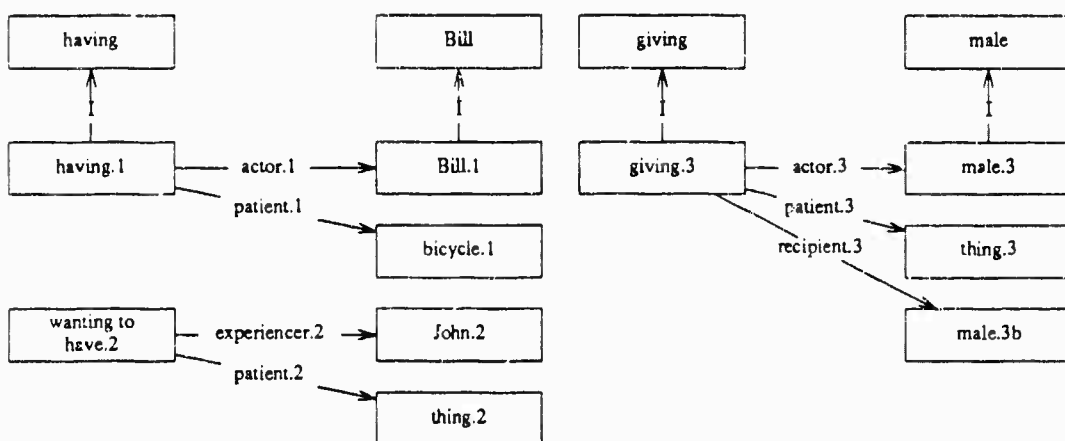 having
Bill
giving
male
I
I
I
I
having.1
actor.1
Bill.1
giving.3
actor.3
male.3
patient.1
patient.3
bicycle.1
recipient.3
thing.3
wanting to
have.2
experiencer.2
John.2
male.3b
patient.2
thing.2